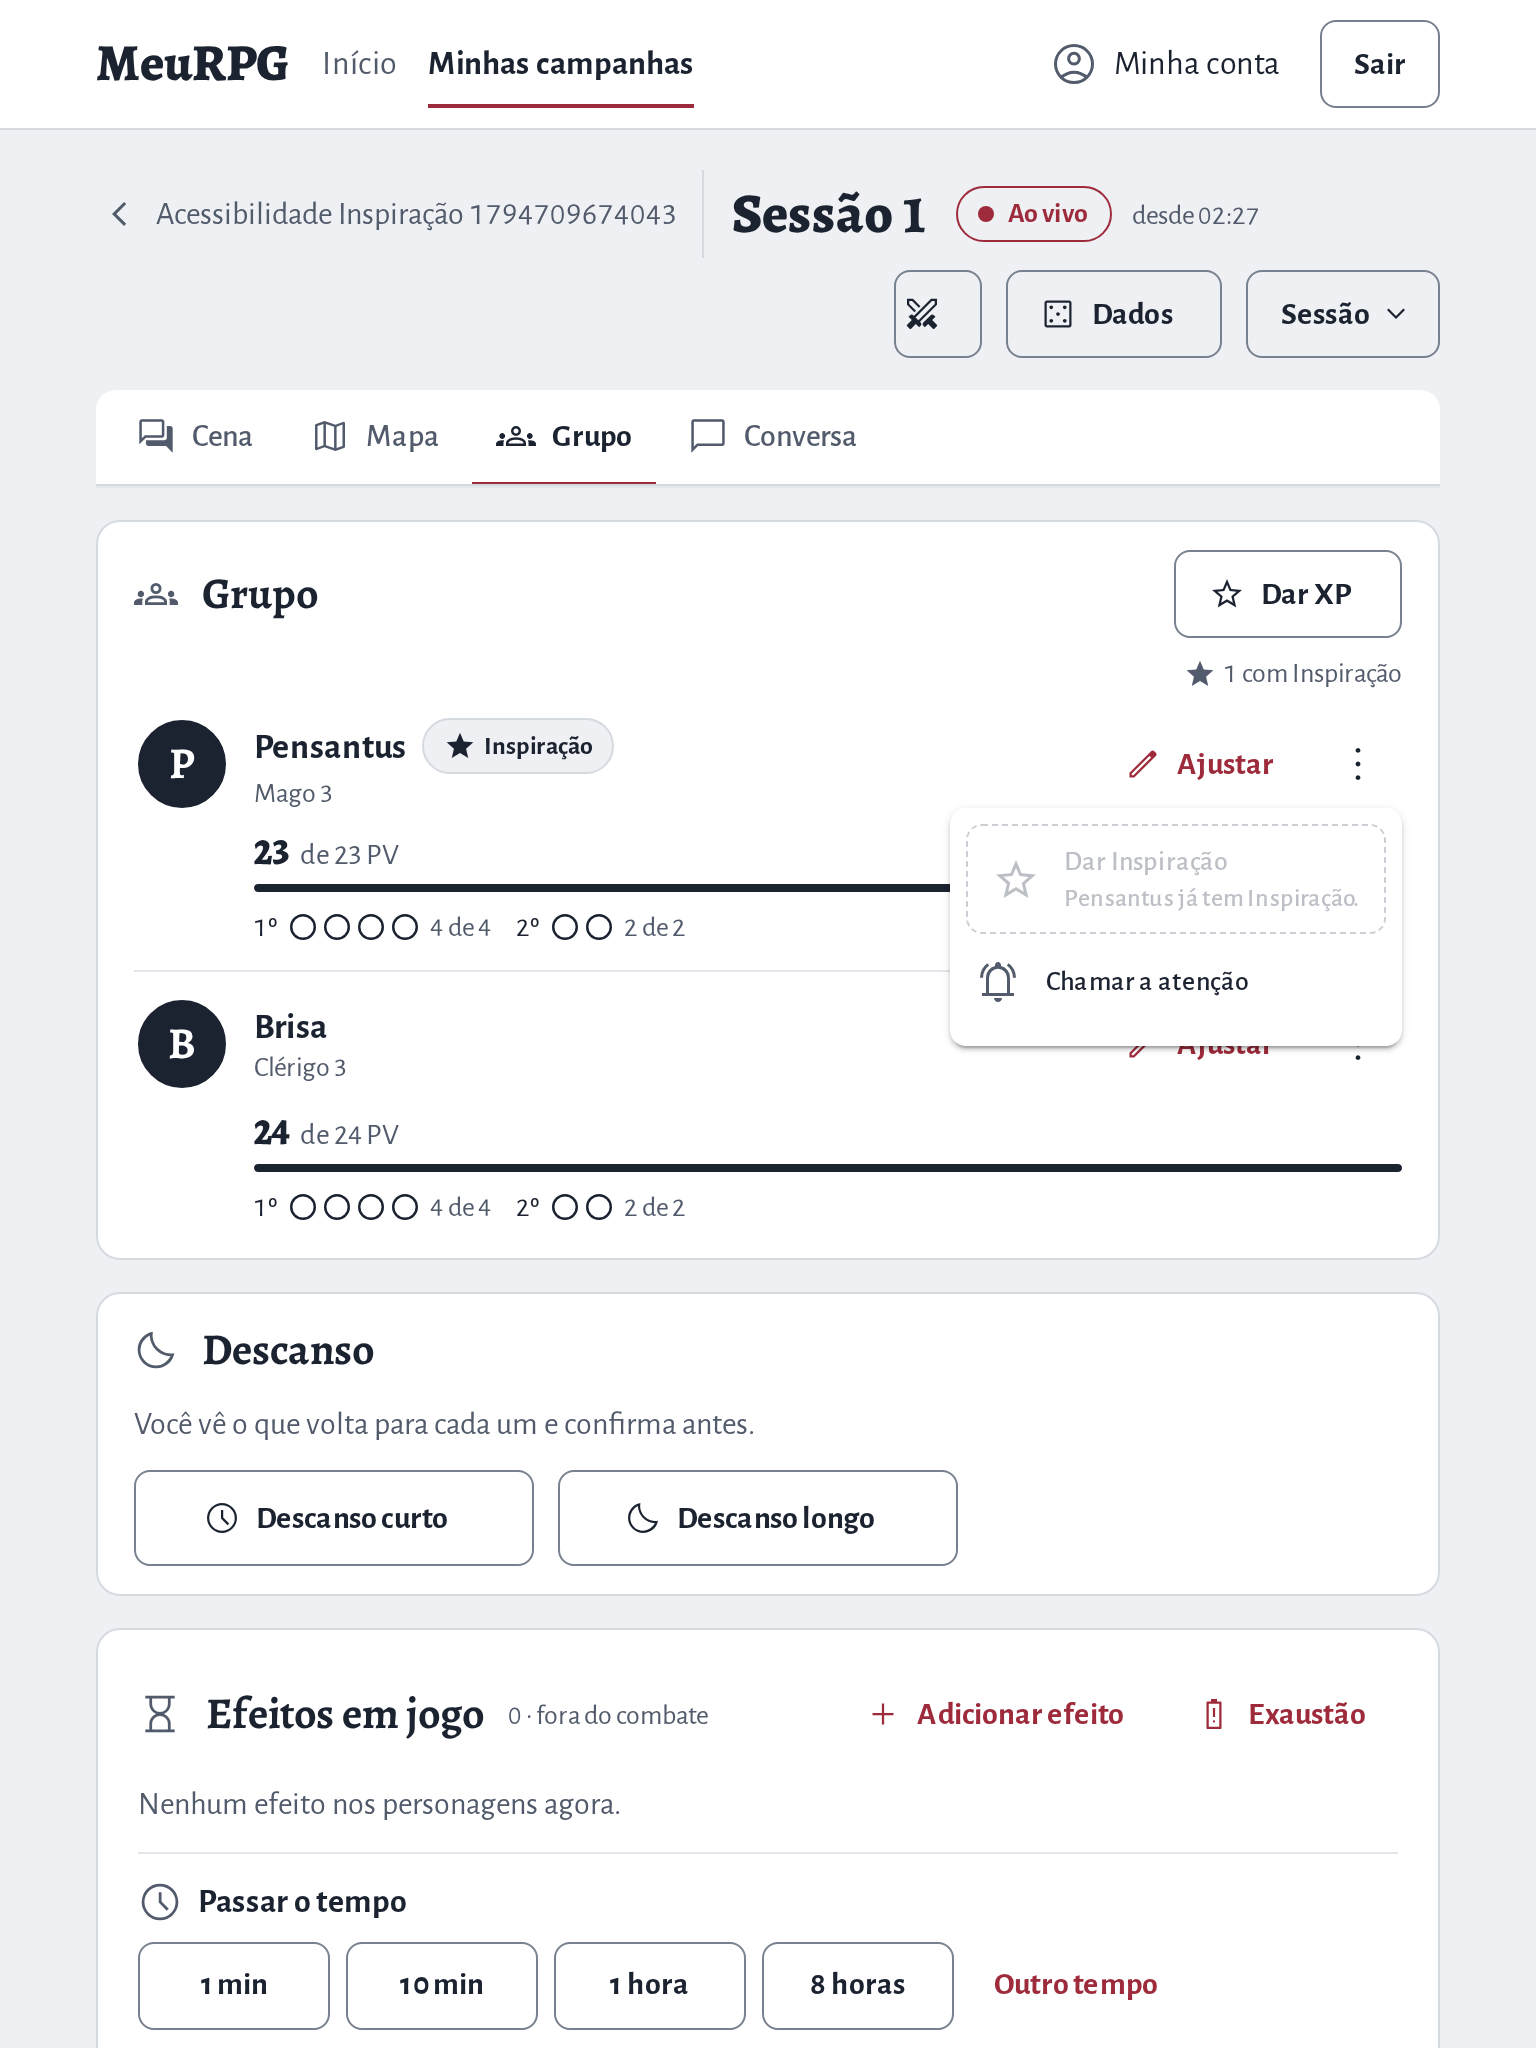 MeuRPG Início Minhas campanhas Minha conta Sair
Acessibilidade Inspiração 1794709674043 Sessão 1 Ao vivo desde 02:27
Dados Sessão
Cena Mapa Grupo Conversa
Grupo Dar XP
1 com Inspiração
P Pensantus Inspiração Ajustar
Mago 3
23 de 23 PV
1º 4 de 4 2º 2 de 2
Dar Inspiração
Pensantus já tem Inspiração.
Chamar a atenção
B Brisa Ajustar
Clérigo 3
24 de 24 PV
1º 4 de 4 2º 2 de 2
Descanso
Você vê o que volta para cada um e confirma antes.
Descanso curto Descanso longo
Efeitos em jogo 0 · fora do combate Adicionar efeito Exaustão
Nenhum efeito nos personagens agora.
Passar o tempo
1 min 10 min 1 hora 8 horas Outro tempo